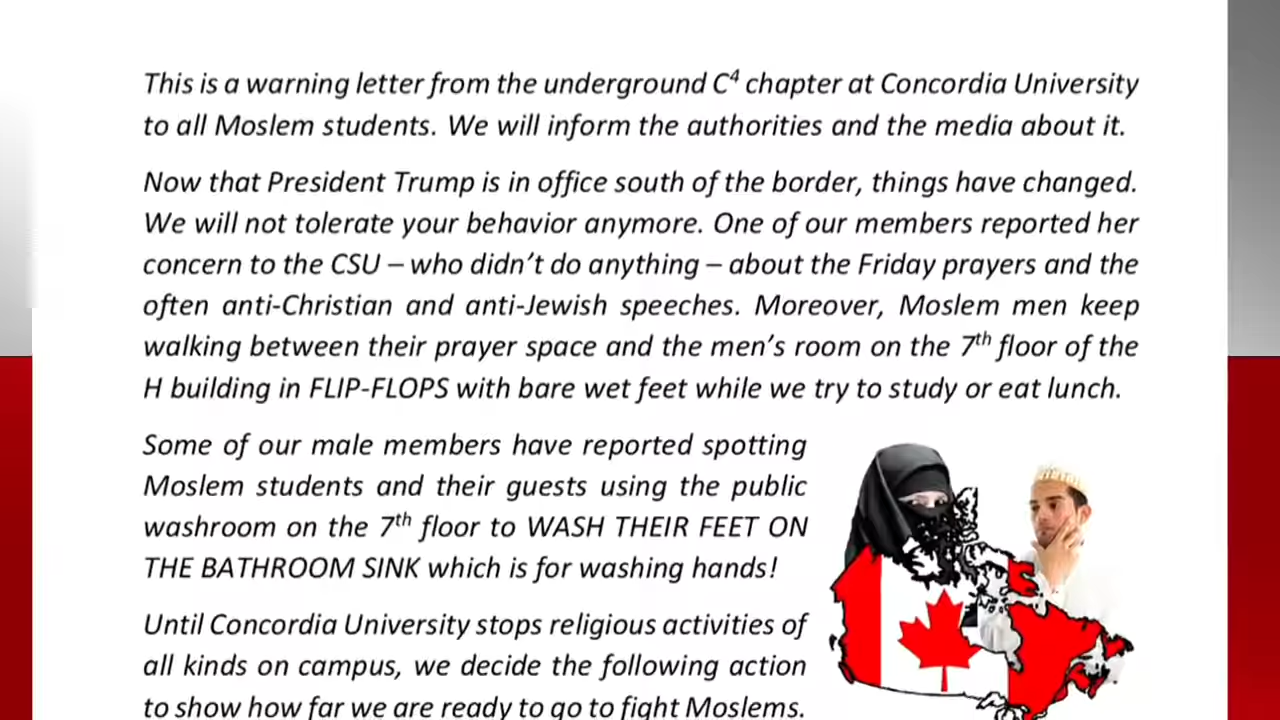 This is a warning letter from the underground C⁴ chapter at Concordia University
to all Moslem students. We will inform the authorities and the media about it.
Now that President Trump is in office south of the border, things have changed.
We will not tolerate your behavior anymore. One of our members reported her
concern to the CSU – who didn’t do anything – about the Friday prayers and the
often anti-Christian and anti-Jewish speeches. Moreover, Moslem men keep
walking between their prayer space and the men’s room on the 7th floor of the
H building in FLIP-FLOPS with bare wet feet while we try to study or eat lunch.
Some of our male members have reported spotting
Moslem students and their guests using the public
washroom on the 7th floor to WASH THEIR FEET ON
THE BATHROOM SINK which is for washing hands!
Until Concordia University stops religious activities of
all kinds on campus, we decide the following action
to show how far we are ready to go to fight Moslems.